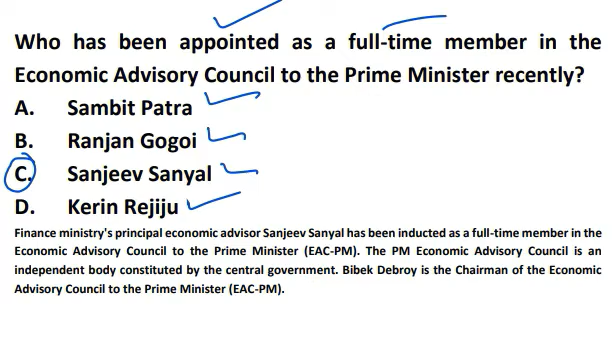 Who has been appointed as a full-time member in the
Economic Advisory Council to the Prime Minister recently?
A. Sambit Patra
B. Ranjan Gogoi
C. Sanjeev Sanyal
D. Kerin Rejiju
Finance ministry's principal economic advisor Sanjeev Sanyal has been inducted as a full-time member in the
Economic Advisory Council to the Prime Minister (EAC-PM). The PM Economic Advisory Council is an
independent body constituted by the central government. Bibek Debroy is the Chairman of the Economic
Advisory Council to the Prime Minister (EAC-PM).